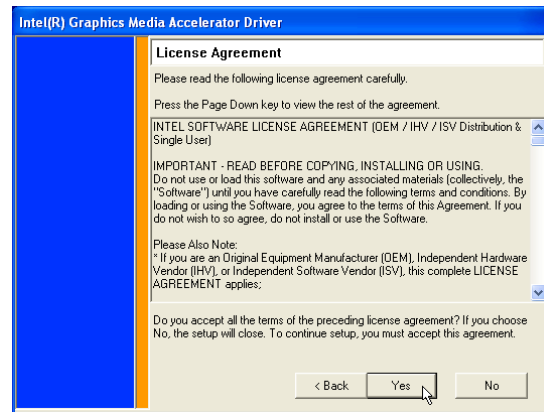 Intel(R) Graphics Media Accelerator Driver
License Agreement
Please read the following license agreement carefully.
Press the Page Down key to view the rest of the agreement.
INTEL SOFTWARE LICENSE AGREEMENT (OEM / IHV / ISV Distribution &
Single User)
IMPORTANT - READ BEFORE COPYING, INSTALLING OR USING.
Do not use or load this software and any associated materials (collectively, the
"Software") until you have carefully read the following terms and conditions. By
loading or using the Software, you agree to the terms of this Agreement. If you
do not wish to so agree, do not install or use the Software.
Please Also Note:
* If you are an Original Equipment Manufacturer (OEM), Independent Hardware
Vendor (IHV), or Independent Software Vendor (ISV), this complete LICENSE
AGREEMENT applies;
Do you accept all the terms of the preceding license agreement? If you choose
No, the setup will close. To continue setup, you must accept this agreement.
< Back Yes No